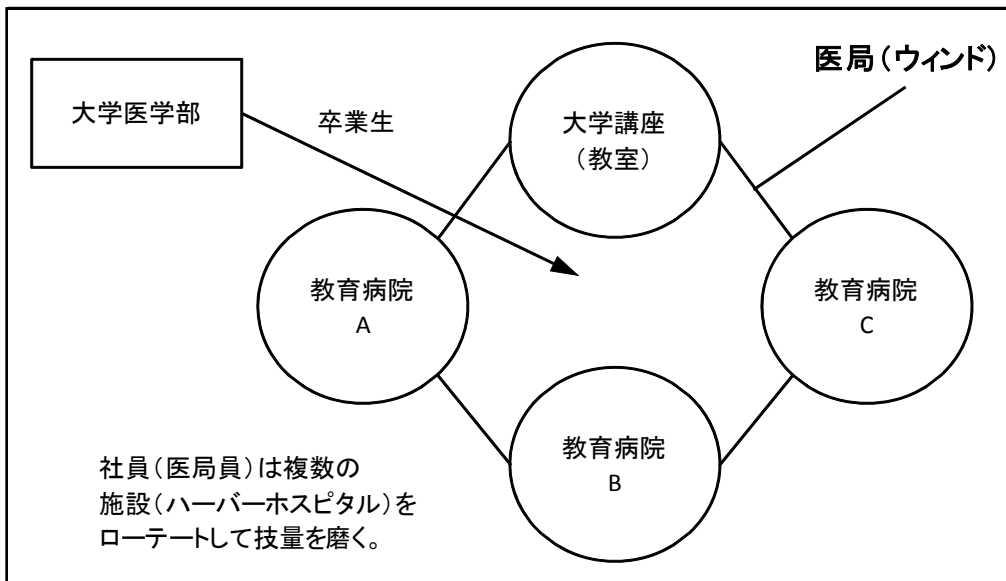 医局(ウィンド)
大学医学部
卒業生
大学講座
(教室)
教育病院
A
教育病院
C
教育病院
B
社員(医局員)は複数の
施設(ハーバーホスピタル)を
ローテートして技量を磨く。